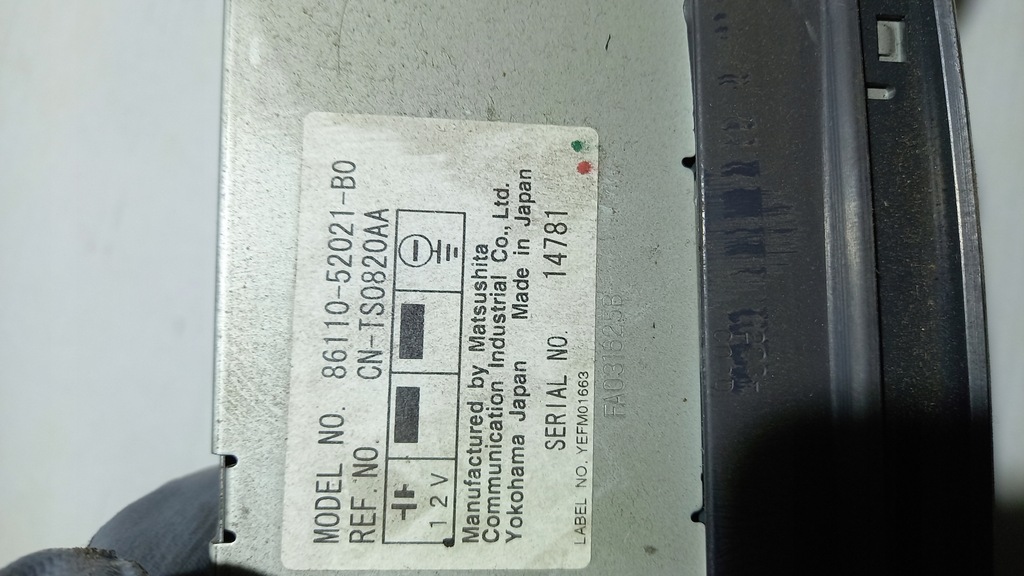 MODEL NO. 86110-52021-B0
REF. NO. CN-TS0820AA
12V
Manufactured by Matsushita
Communication Industrial Co., Ltd.
Yokohama Japan Made in Japan
SERIAL NO. 14781
LABEL NO. YEFM01663
FA031625B